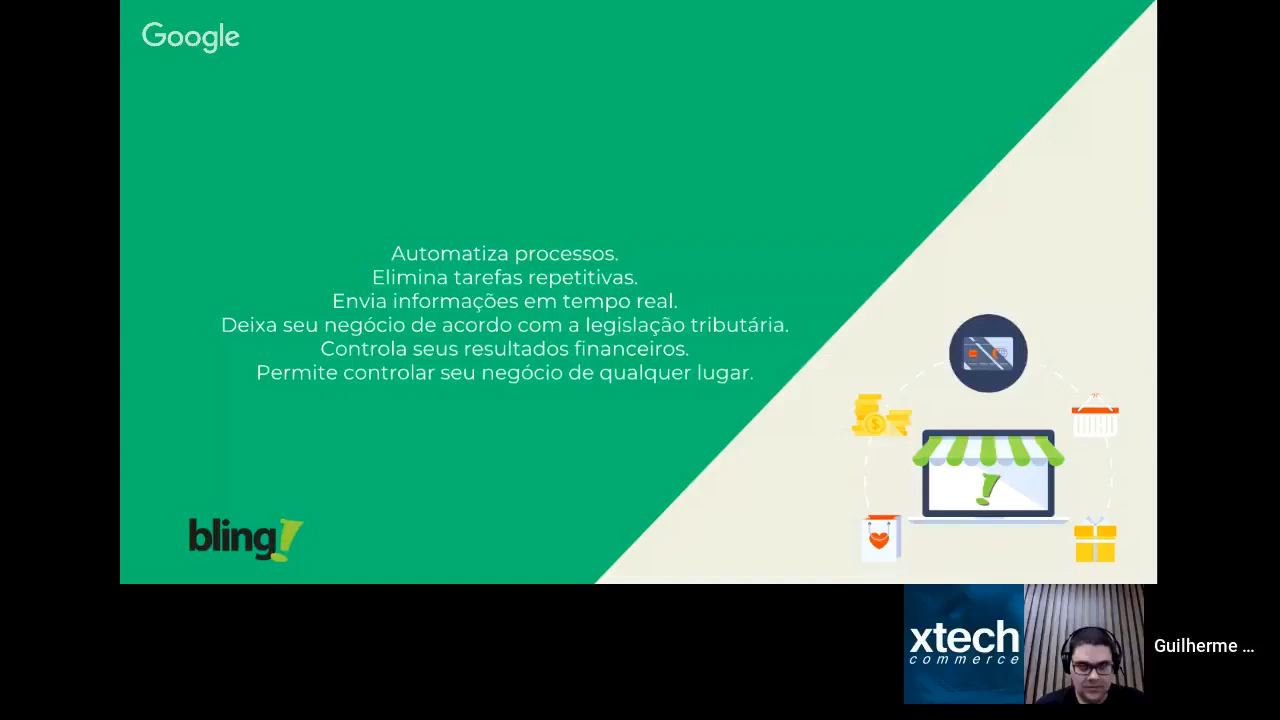 Google
Automatiza processos.
Elimina tarefas repetitivas.
Envia informações em tempo real.
Deixa seu negócio de acordo com a legislação tributária.
Controla seus resultados financeiros.
Permite controlar seu negócio de qualquer lugar.
bling!
xtech
commerce
Guilherme ...